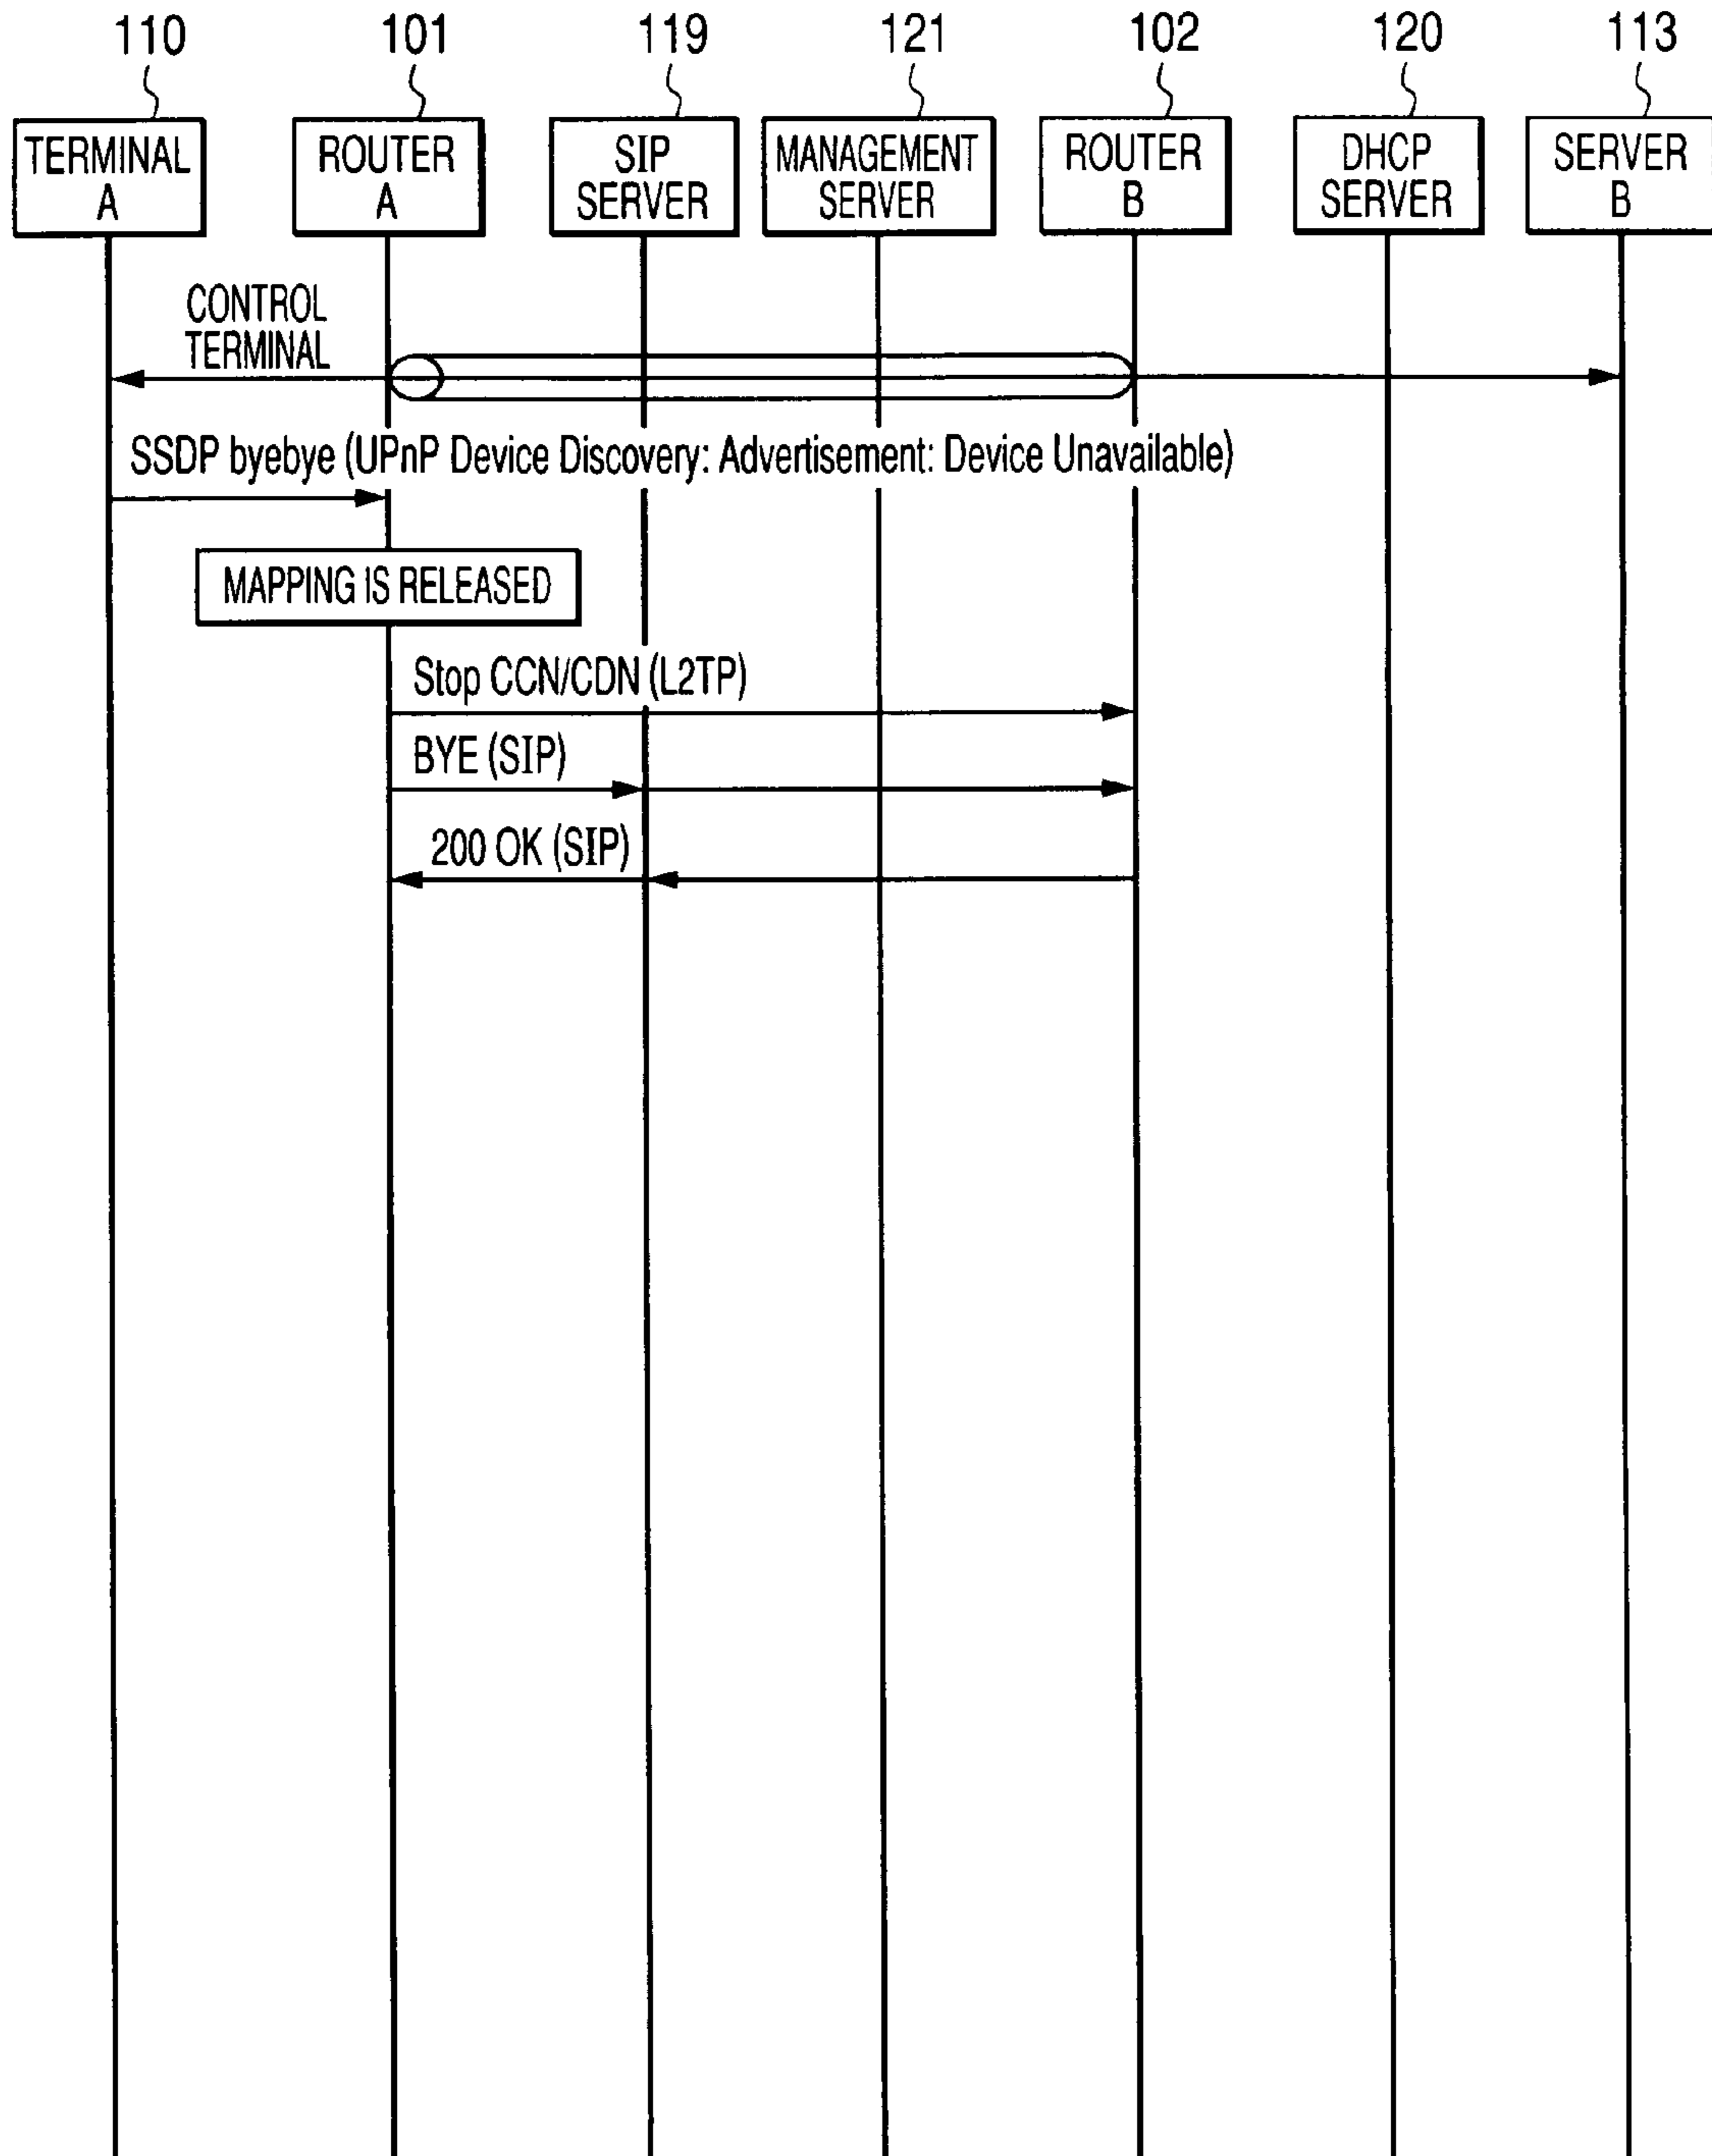 110
101
119
121
102
120
113
TERMINAL
A
ROUTER
A
SIP
SERVER
MANAGEMENT
SERVER
ROUTER
B
DHCP
SERVER
SERVER
B
CONTROL
TERMINAL
SSDP byebye (UPnP Device Discovery: Advertisement: Device Unavailable)
MAPPING IS RELEASED
Stop CCN/CDN (L2TP)
BYE (SIP)
200 OK (SIP)